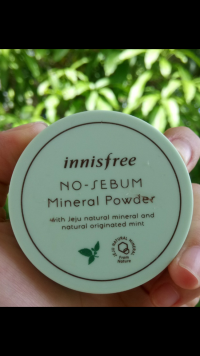 innisfree
NO-SEBUM
Mineral Powder
with Jeju natural mineral and
natural originated mint